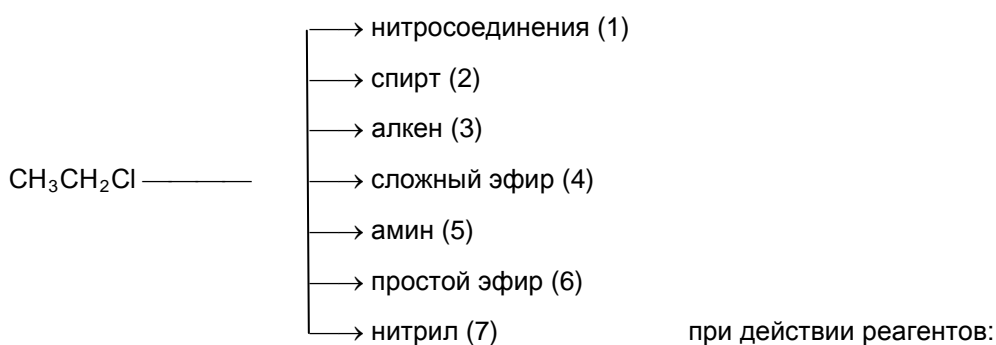 нитросоединения (1)
спирт (2)
алкен (3)
CH₃CH₂Cl сложный эфир (4)
амин (5)
простой эфир (6)
нитрил (7) при действии реагентов: